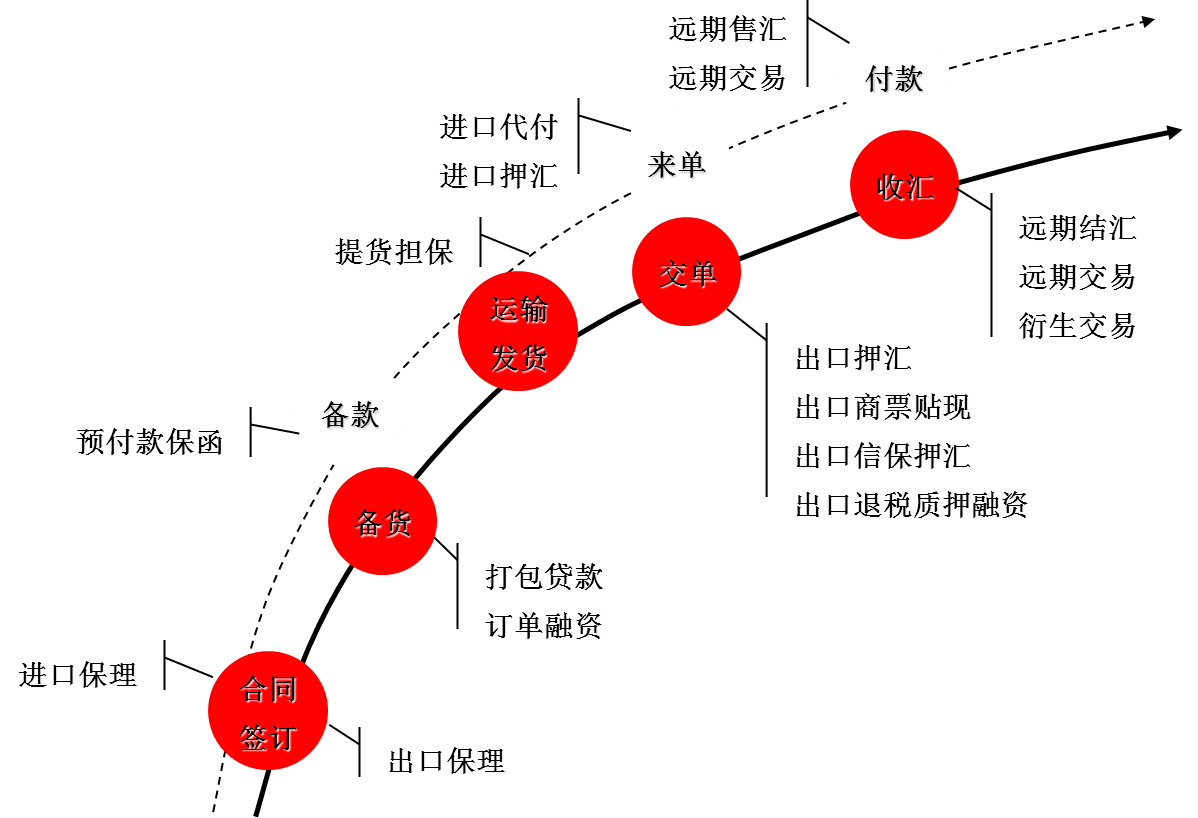 远期售汇
远期交易
付款
进口代付
进口押汇
来单
收汇
远期结汇
远期交易
衍生交易
提货担保
交单
运输
发货
出口押汇
出口商票贴现
出口信保押汇
出口退税质押融资
备款
预付款保函
备货
打包贷款
订单融资
进口保理
合同
签订
出口保理